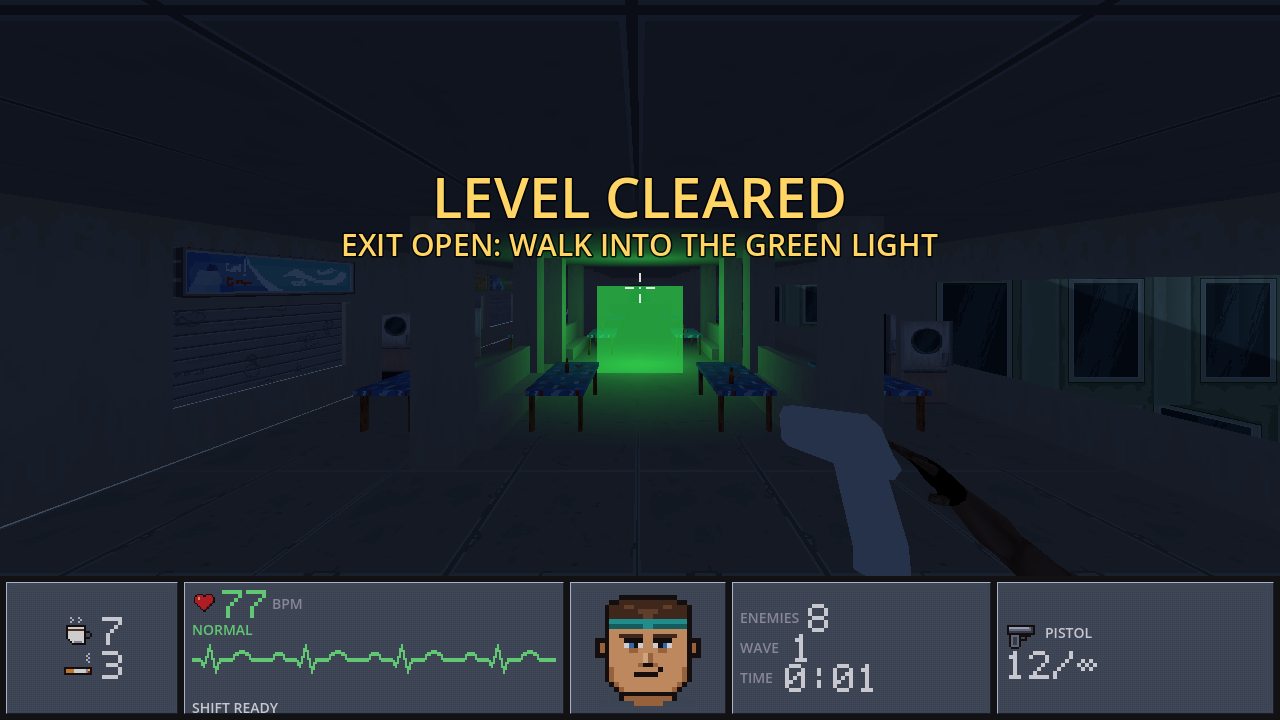 LEVEL CLEARED
EXIT OPEN: WALK INTO THE GREEN LIGHT
7
3
77 BPM
NORMAL
SHIFT READY
ENEMIES 8
WAVE 1
TIME 0:01
PISTOL
12/∞